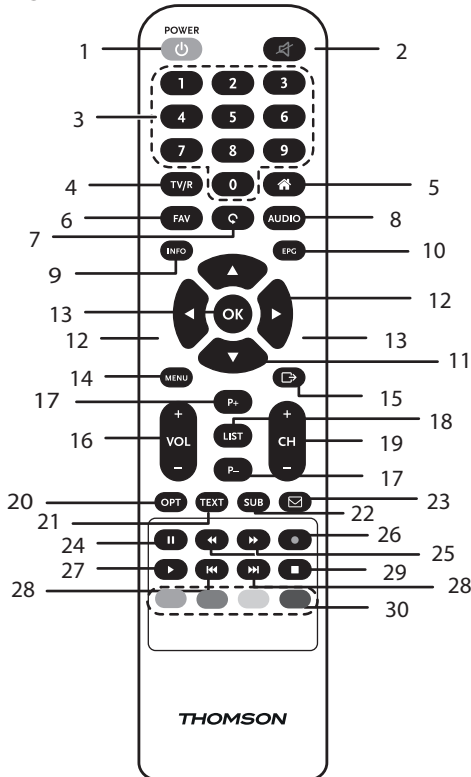 POWER
1 2
1 2 3
3 4 5 6
7 8 9
4 TV/R 0 5
6 FAV AUDIO 8
7
INFO EPG 10
9
13 OK 12
12 13
11
14 MENU
15
17 P+ +  +
18
16 VOL LIST CH 19
− P− − 17
20 OPT TEXT SUB 23
21 22
24 26
25
27 29
28 28
30
THOMSON